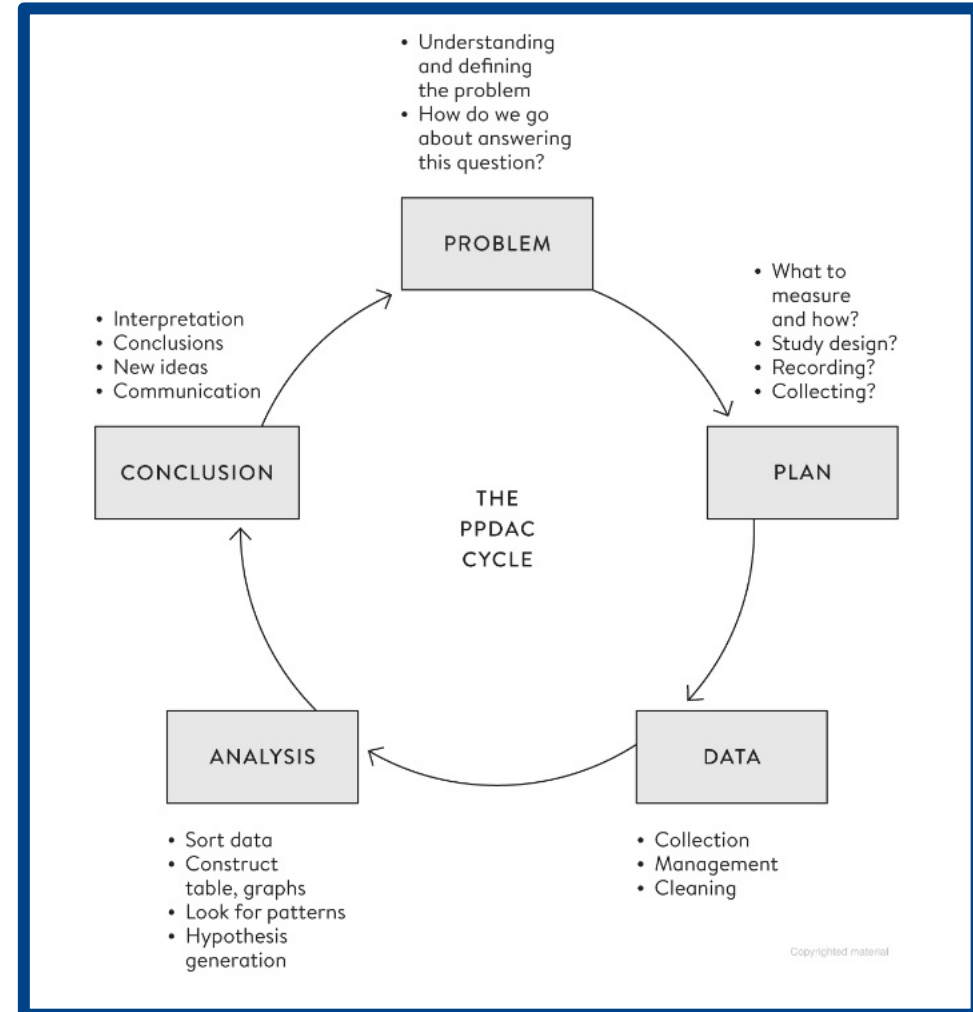 • Understanding
and defining
the problem
• How do we go
about answering
this question?
PROBLEM
• What to
measure
and how?
• Study design?
• Recording?
• Collecting?
PLAN
• Interpretation
• Conclusions
• New ideas
• Communication
CONCLUSION
THE
PPDAC
CYCLE
ANALYSIS
• Sort data
• Construct
table, graphs
• Look for patterns
• Hypothesis
generation
DATA
• Collection
• Management
• Cleaning
Copyrighted material